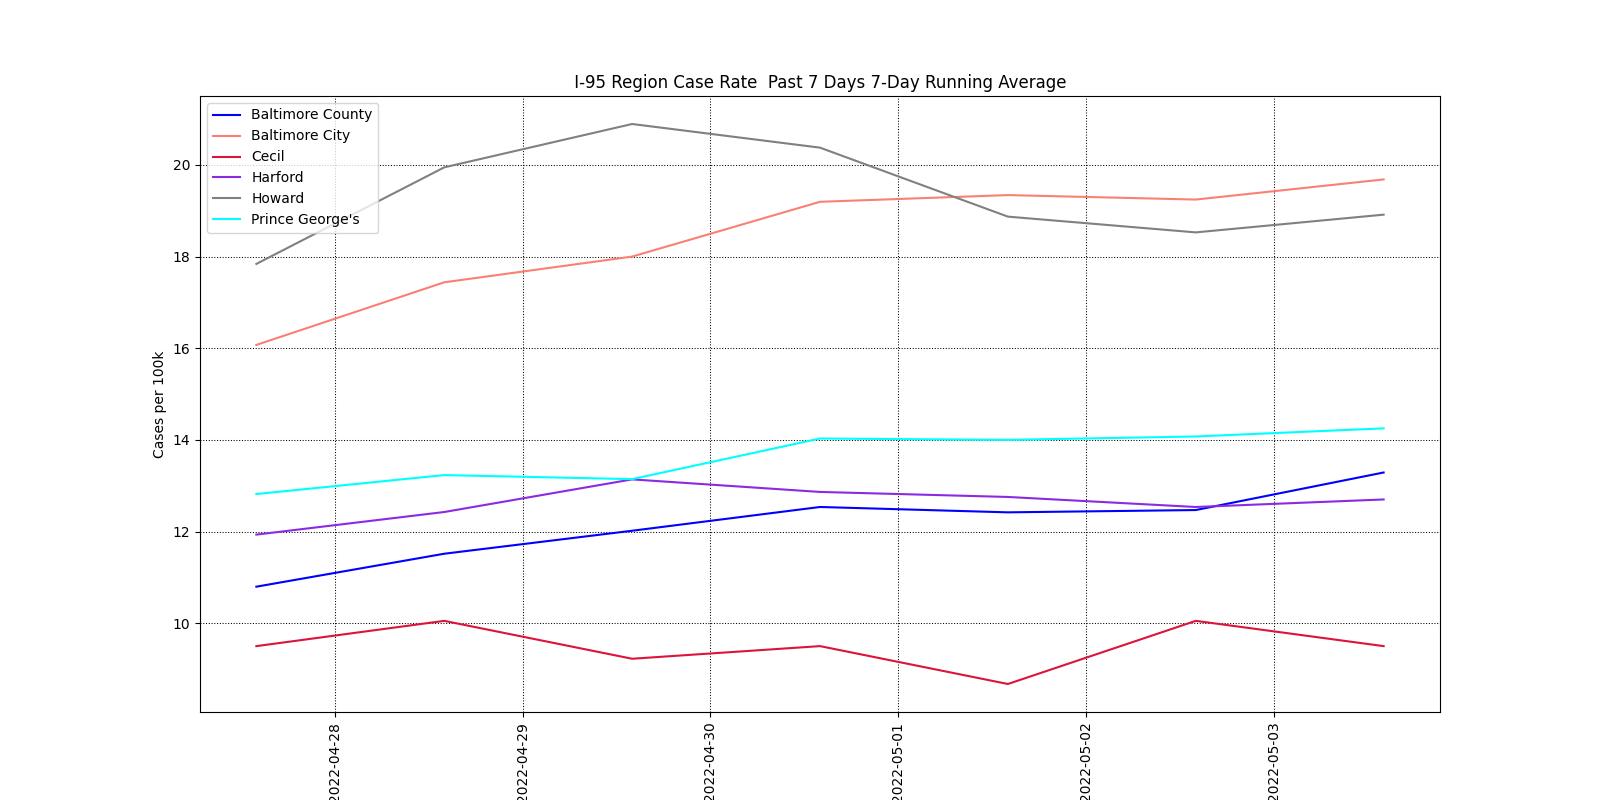 I-95 Region Case Rate  Past 7 Days 7-Day Running Average
Baltimore County
Baltimore City
Cecil
Harford
Howard
Prince George's
Cases per 100k
20
18
16
14
12
10
2022-04-28
2022-04-29
2022-04-30
2022-05-01
2022-05-02
2022-05-03